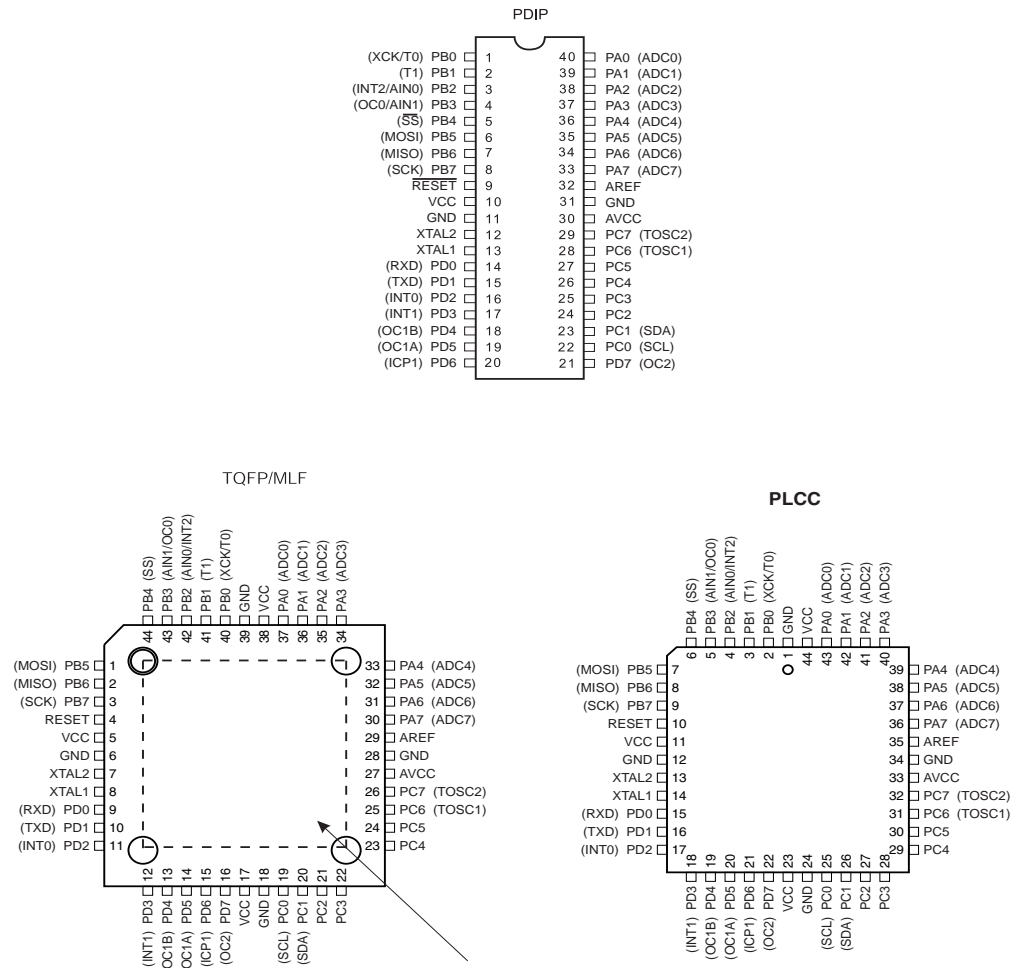 PDIP
(XCK/T0) PB0 1 40 PA0 (ADC0)
(T1) PB1 2 39 PA1 (ADC1)
(INT2/AIN0) PB2 3 38 PA2 (ADC2)
(OC0/AIN1) PB3 4 37 PA3 (ADC3)
(SS) PB4 5 36 PA4 (ADC4)
(MOSI) PB5 6 35 PA5 (ADC5)
(MISO) PB6 7 34 PA6 (ADC6)
(SCK) PB7 8 33 PA7 (ADC7)
RESET 9 32 AREF
VCC 10 31 GND
GND 11 30 AVCC
XTAL2 12 29 PC7 (TOSC2)
XTAL1 13 28 PC6 (TOSC1)
(RXD) PD0 14 27 PC5
(TXD) PD1 15 26 PC4
(INT0) PD2 16 25 PC3
(INT1) PD3 17 24 PC2
(OC1B) PD4 18 23 PC1 (SDA)
(OC1A) PD5 19 22 PC0 (SCL)
(ICP1) PD6 20 21 PD7 (OC2)
TQFP/MLF
PB4 (SS)
PB3 (AIN1/OC0)
PB2 (AIN0/INT2)
PB1 (T1)
PB0 (XCK/T0)
GND
VCC
PA0 (ADC0)
PA1 (ADC1)
PA2 (ADC2)
PA3 (ADC3)
44 43 42 41 40 39 38 37 36 35 34
(MOSI) PB5 1 33 PA4 (ADC4)
(MISO) PB6 2 32 PA5 (ADC5)
(SCK) PB7 3 31 PA6 (ADC6)
RESET 4 30 PA7 (ADC7)
VCC 5 29 AREF
GND 6 28 GND
XTAL2 7 27 AVCC
XTAL1 8 26 PC7 (TOSC2)
(RXD) PD0 9 25 PC6 (TOSC1)
(TXD) PD1 10 24 PC5
(INT0) PD2 11 23 PC4
12 13 14 15 16 17 18 19 20 21 22
(INT1) PD3
(OC1B) PD4
(OC1A) PD5
(ICP1) PD6
(OC2) PD7
VCC
GND
(SCL) PC0
(SDA) PC1
PC2
PC3
PLCC
PB4 (SS)
PB3 (AIN1/OC0)
PB2 (AIN0/INT2)
PB1 (T1)
PB0 (XCK/T0)
GND
VCC
PA0 (ADC0)
PA1 (ADC1)
PA2 (ADC2)
PA3 (ADC3)
6 5 4 3 2 1 44 43 42 41 40
(MOSI) PB5 7 39 PA4 (ADC4)
(MISO) PB6 8 38 PA5 (ADC5)
(SCK) PB7 9 37 PA6 (ADC6)
RESET 10 36 PA7 (ADC7)
VCC 11 35 AREF
GND 12 34 GND
XTAL2 13 33 AVCC
XTAL1 14 32 PC7 (TOSC2)
(RXD) PD0 15 31 PC6 (TOSC1)
(TXD) PD1 16 30 PC5
(INT0) PD2 17 29 PC4
18 19 20 21 22 23 24 25 26 27 28
(INT1) PD3
(OC1B) PD4
(OC1A) PD5
(ICP1) PD6
(OC2) PD7
VCC
GND
(SCL) PC0
(SDA) PC1
PC2
PC3